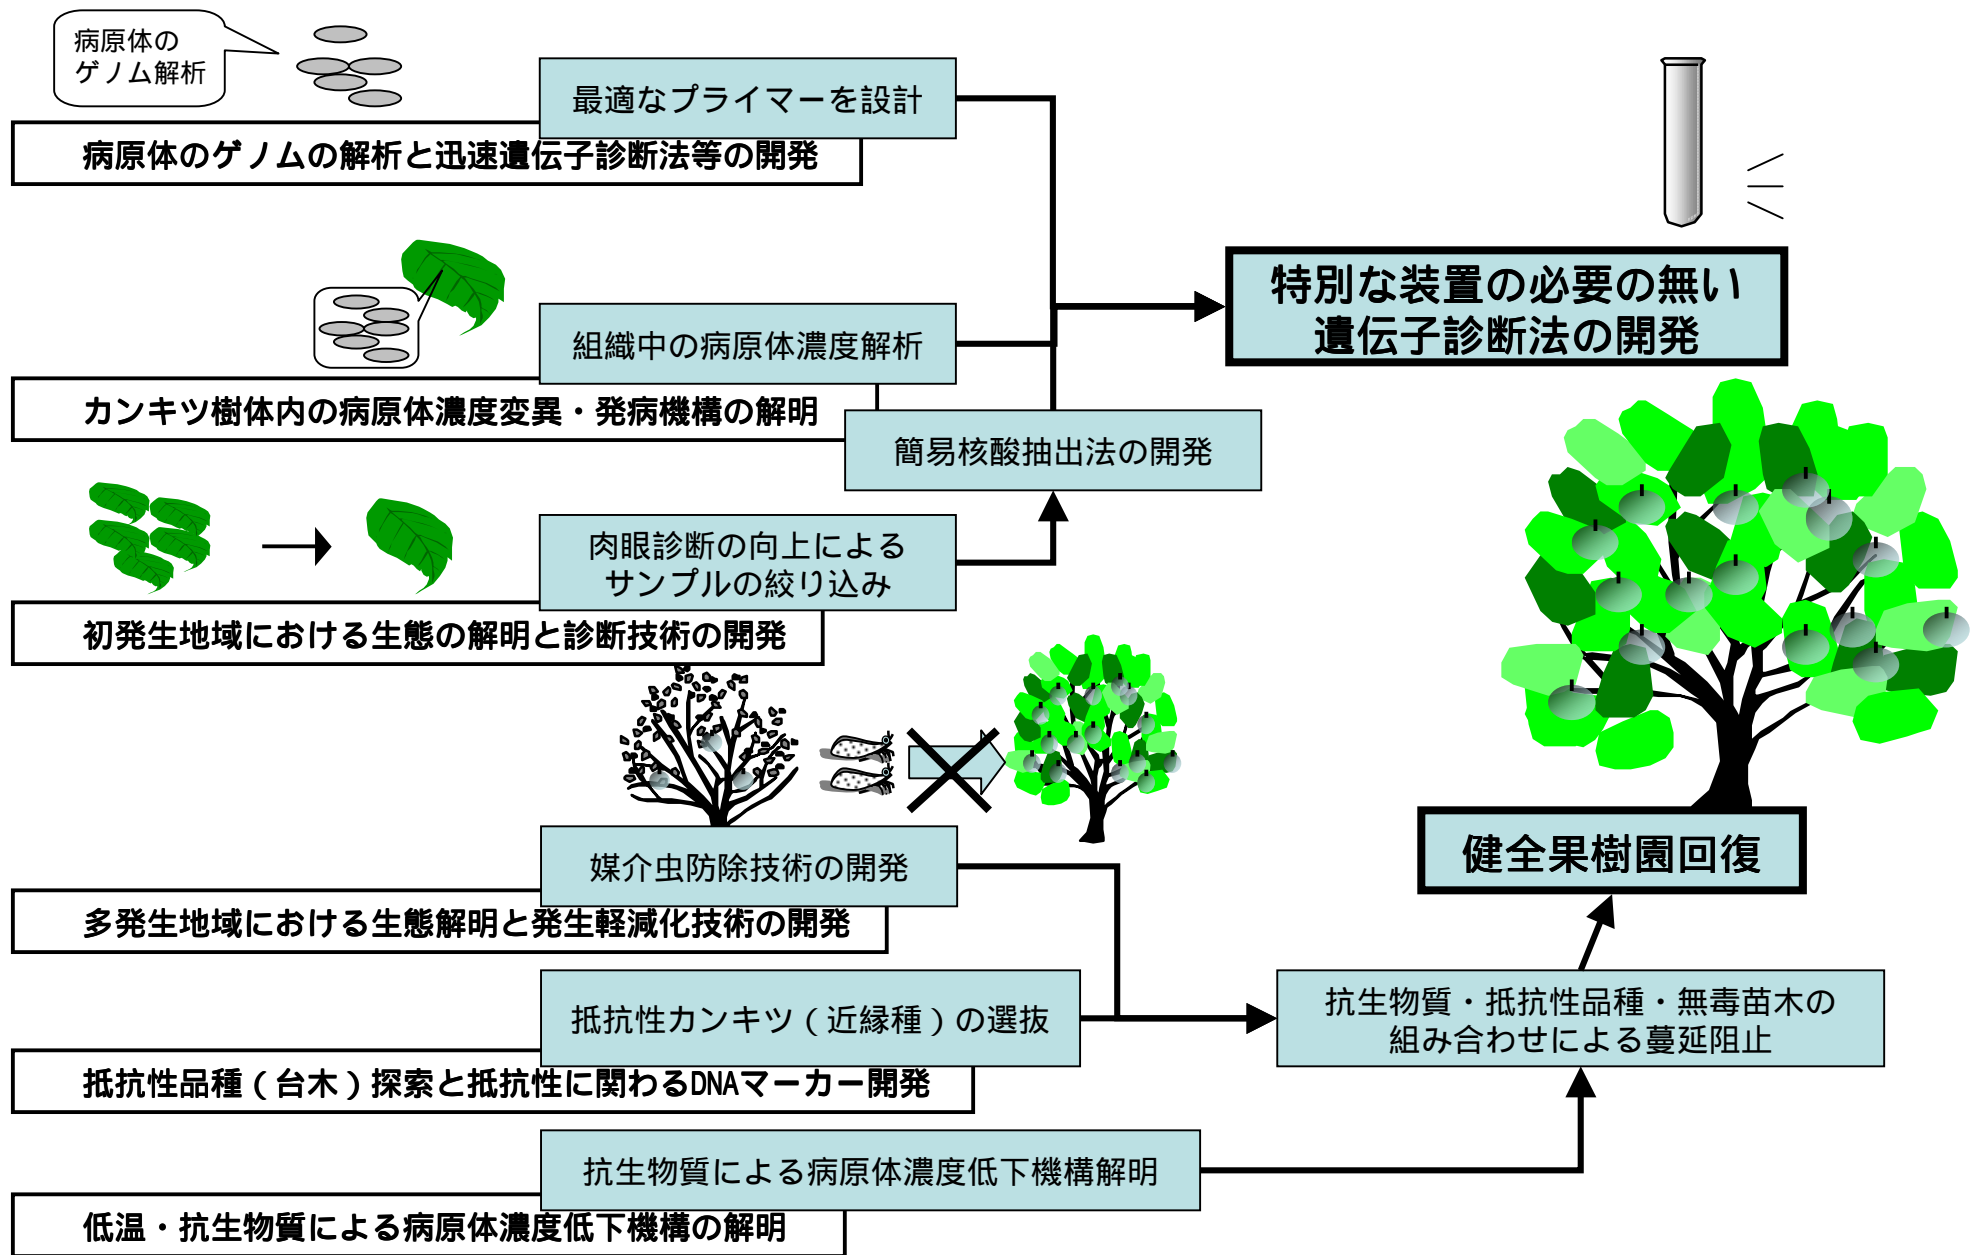 病原体の
ゲノム解析
最適なプライマーを設計
病原体のゲノムの解析と迅速遺伝子診断法等の開発
特別な装置の必要の無い
遺伝子診断法の開発
組織中の病原体濃度解析
カンキツ樹体内の病原体濃度変異・発病機構の解明
簡易核酸抽出法の開発
肉眼診断の向上による
サンプルの絞り込み
初発生地域における生態の解明と診断技術の開発
健全果樹園回復
媒介虫防除技術の開発
多発生地域における生態解明と発生軽減化技術の開発
抵抗性カンキツ（近縁種）の選抜
抗生物質・抵抗性品種・無毒苗木の
組み合わせによる蔓延阻止
抵抗性品種（台木）探索と抵抗性に関わるDNAマーカー開発
抗生物質による病原体濃度低下機構解明
低温・抗生物質による病原体濃度低下機構の解明